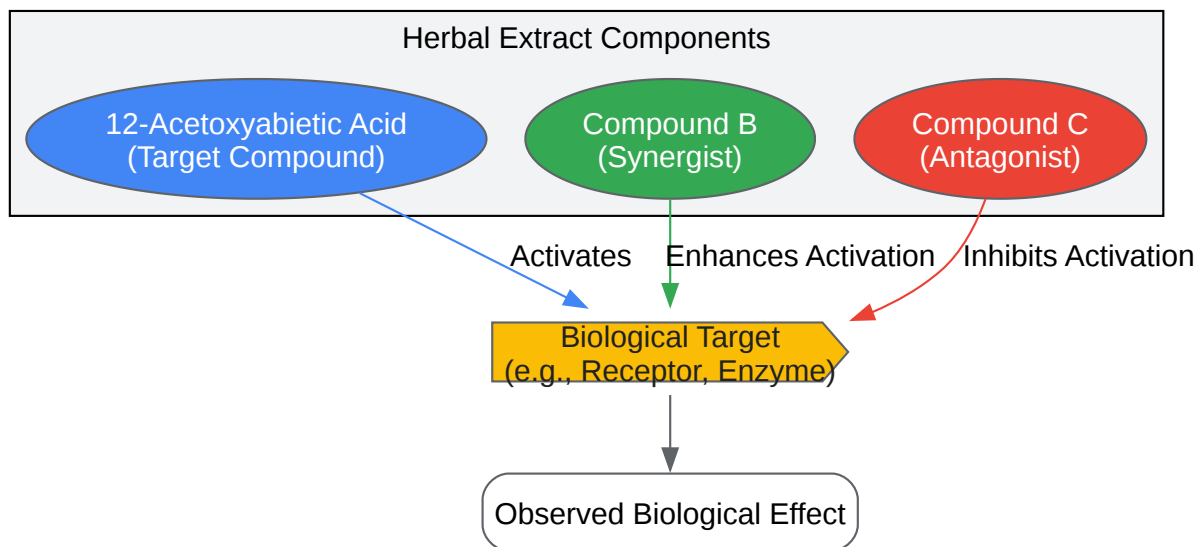 Herbal Extract Components
12-Acetoxyabietic Acid
(Target Compound)
Compound B
(Synergist)
Compound C
(Antagonist)
Activates
Enhances Activation
Inhibits Activation
Biological Target
(e.g., Receptor, Enzyme)
Observed Biological Effect